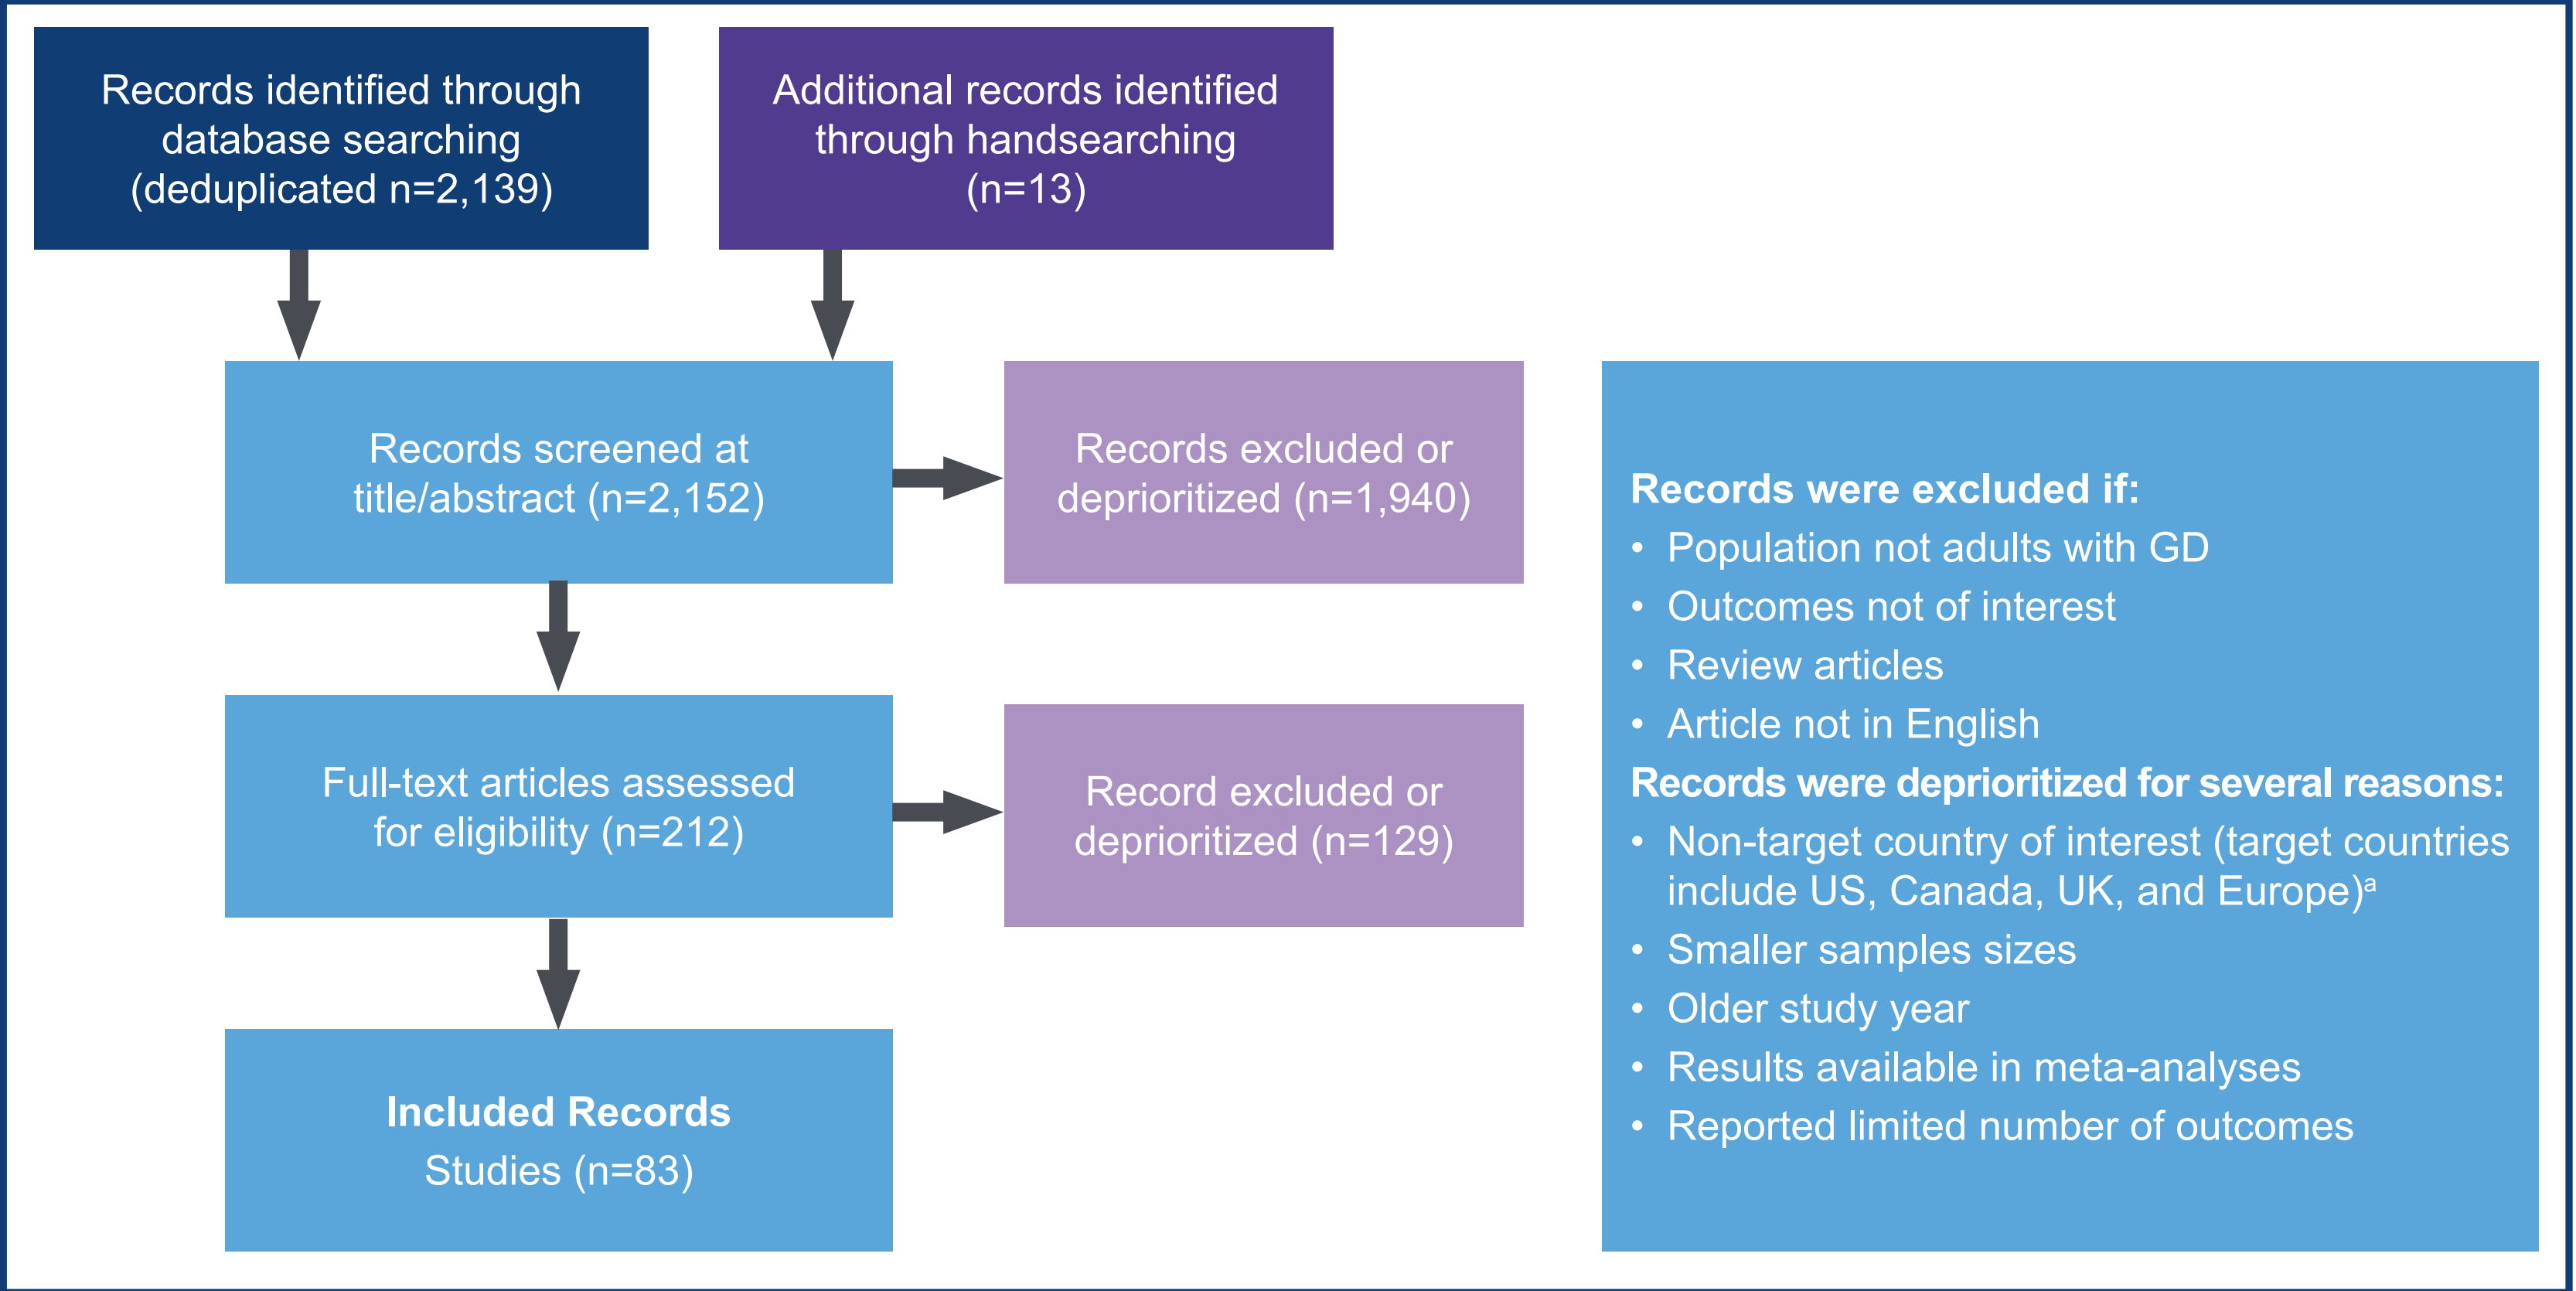 Records identified through
database searching
(deduplicated n=2,139)
Additional records identified
through handsearching
(n=13)
Records screened at
title/abstract (n=2,152)
Records excluded or
deprioritized (n=1,940)
Full-text articles assessed
for eligibility (n=212)
Record excluded or
deprioritized (n=129)
Included Records
Studies (n=83)
Records were excluded if:
• Population not adults with GD
• Outcomes not of interest
• Review articles
• Article not in English
Records were deprioritized for several reasons:
• Non-target country of interest (target countries
include US, Canada, UK, and Europe)ᵃ
• Smaller samples sizes
• Older study year
• Results available in meta-analyses
• Reported limited number of outcomes